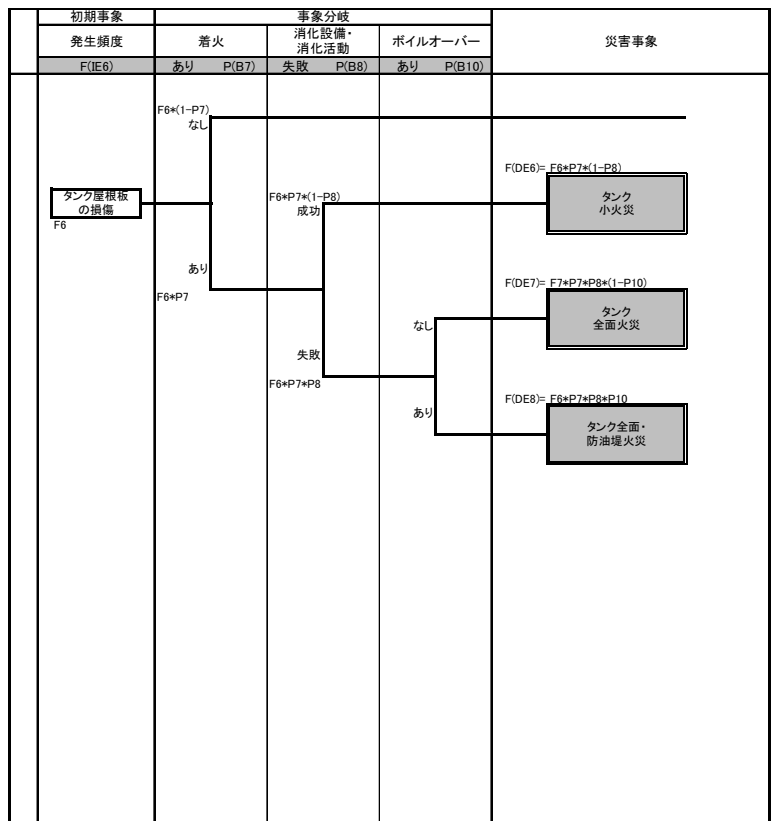 初期事象
事象分岐
発生頻度
着火
消化設備・
消化活動
ボイルオーバー
災害事象
F(IE6)
あり P(B7)
失敗 P(B8)
あり P(B10)
F6*(1-P7)
なし
F(DE6)= F6*P7*(1-P8)
タンク屋根板
の損傷
F6
F6*P7*(1-P8)
成功
タンク
小火災
あり
F6*P7
F(DE7)= F7*P7*P8*(1-P10)
なし
タンク
全面火災
失敗
F6*P7*P8
F(DE8)= F6*P7*P8*P10
あり
タンク全面・
防油堤火災